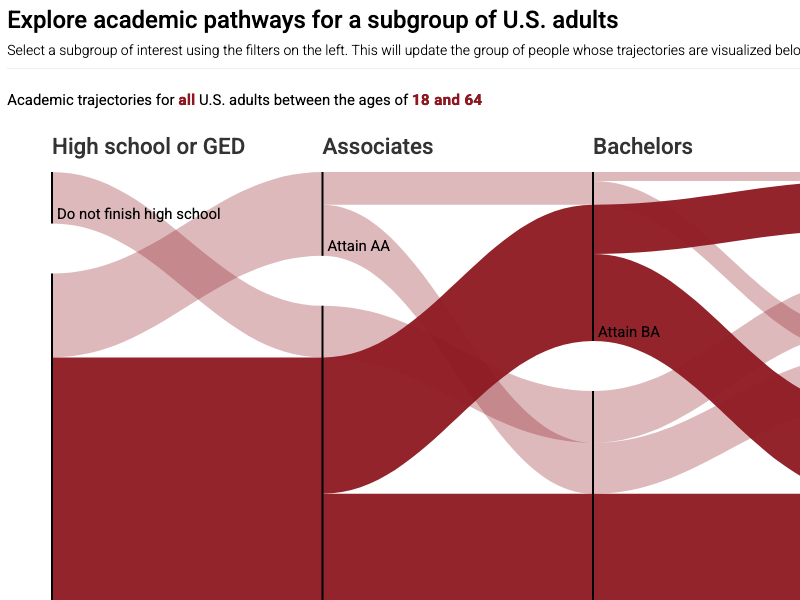 Explore academic pathways for a subgroup of U.S. adults
Select a subgroup of interest using the filters on the left. This will update the group of people whose trajectories are visualized
Academic trajectories for all U.S. adults between the ages of 18 and 64
High school or GED
Associates
Bachelors
Do not finish high school
Attain AA
Attain BA